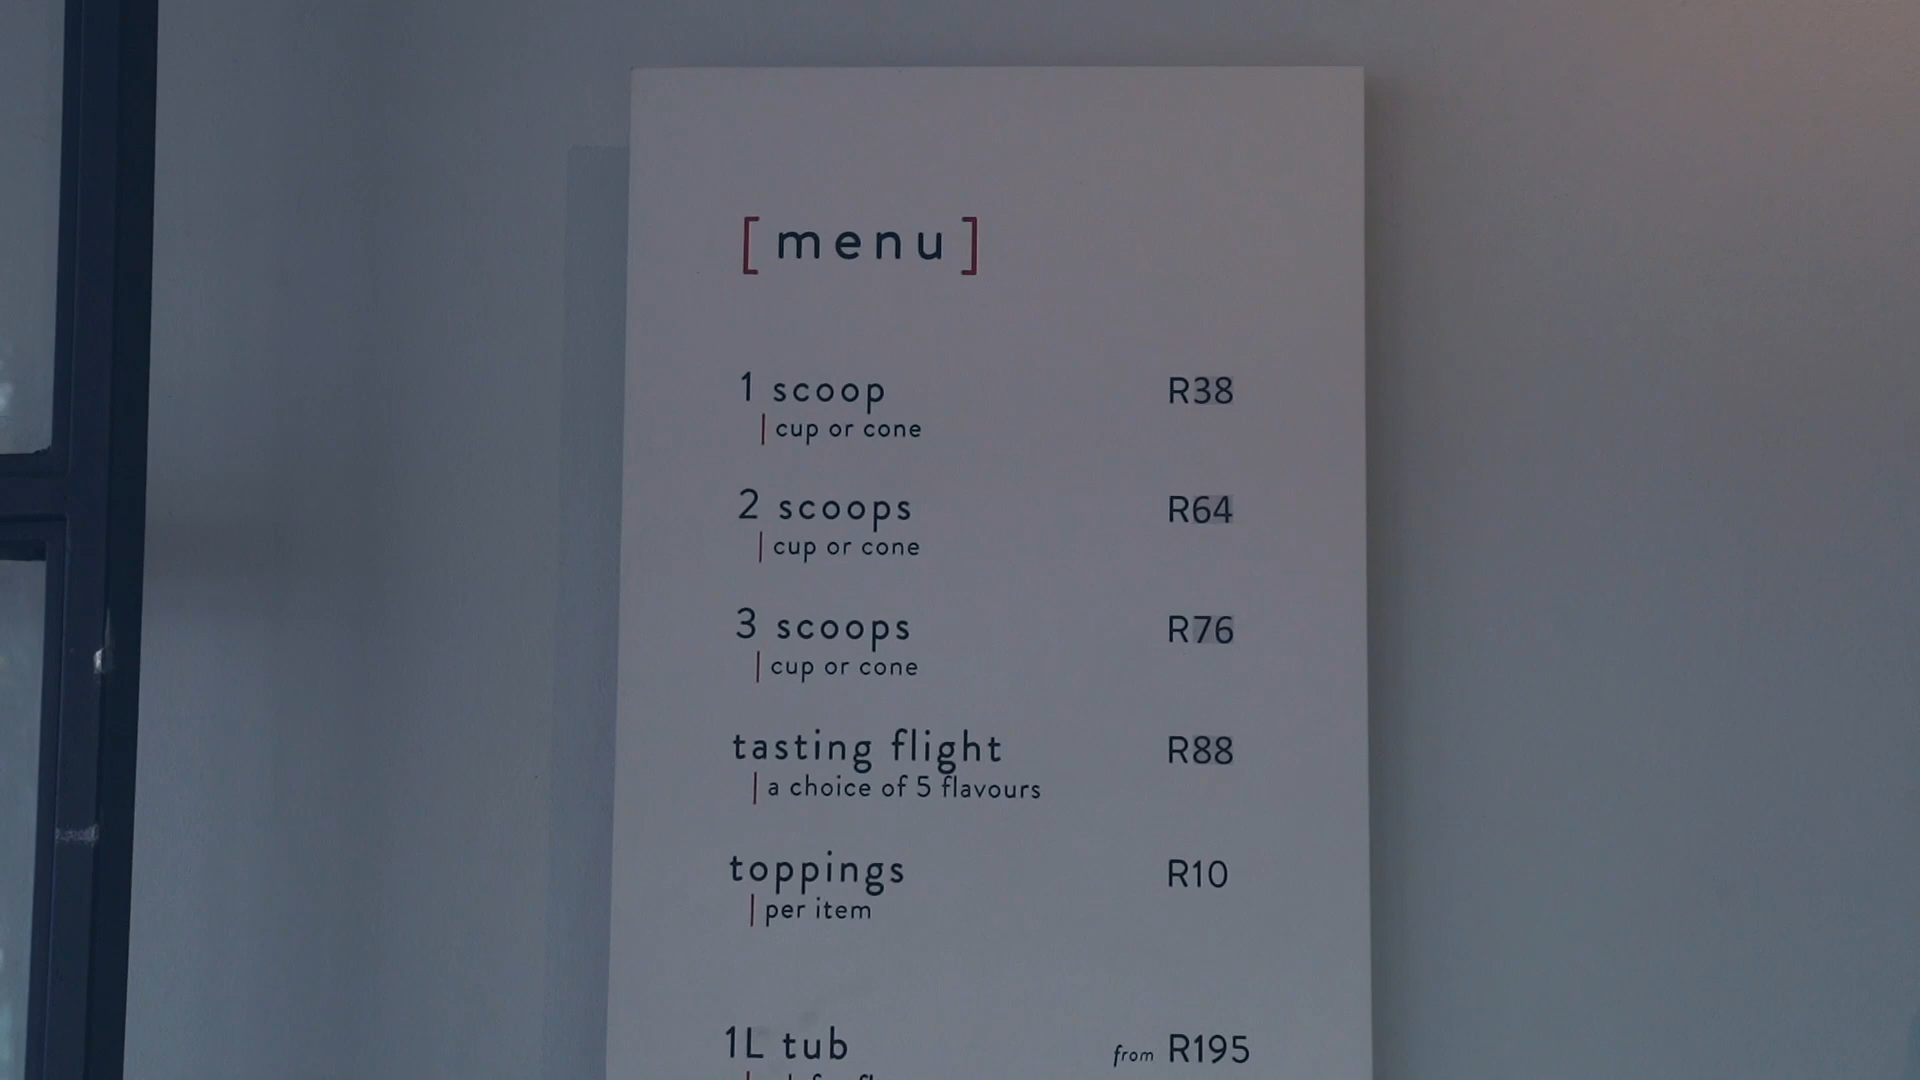 [menu]
1 scoop R38
cup or cone
2 scoops R64
cup or cone
3 scoops R76
cup or cone
tasting flight R88
a choice of 5 flavours
toppings R10
per item
1L tub from R195